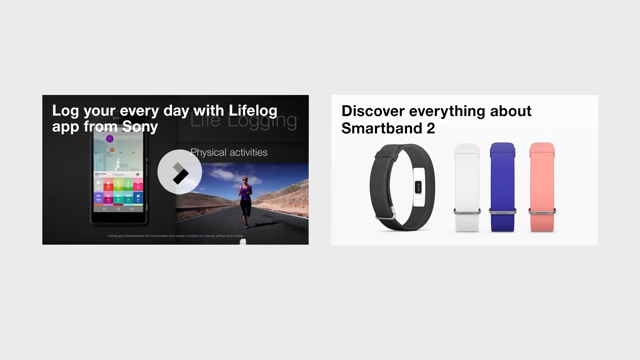 Log your every day with Lifelog
app from Sony
Life Logging
Physical activities
Discover everything about
Smartband 2